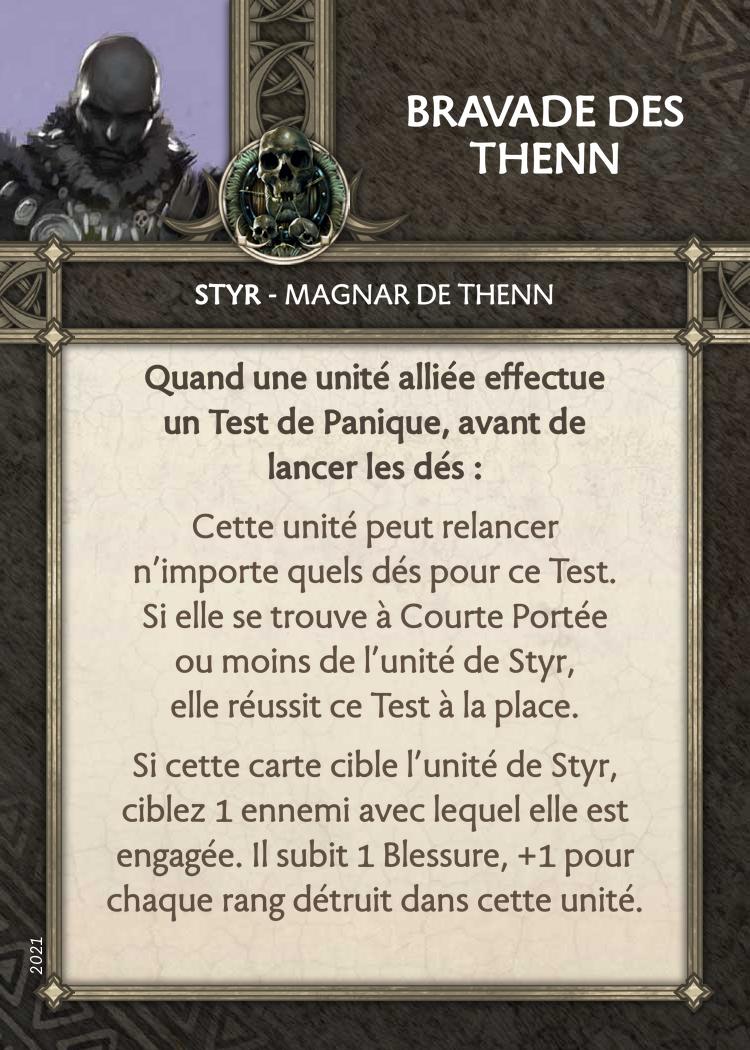 BRAVADE DES
THENN
STYR - MAGNAR DE THENN
Quand une unité alliée effectue
un Test de Panique, avant de
lancer les dés :
Cette unité peut relancer
n'importe quels dés pour ce Test.
Si elle se trouve à Courte Portée
ou moins de l'unité de Styr,
elle réussit ce Test à la place.
Si cette carte cible l'unité de Styr,
ciblez 1 ennemi avec lequel elle est
engagée. Il subit 1 Blessure, +1 pour
chaque rang détruit dans cette unité.
2021